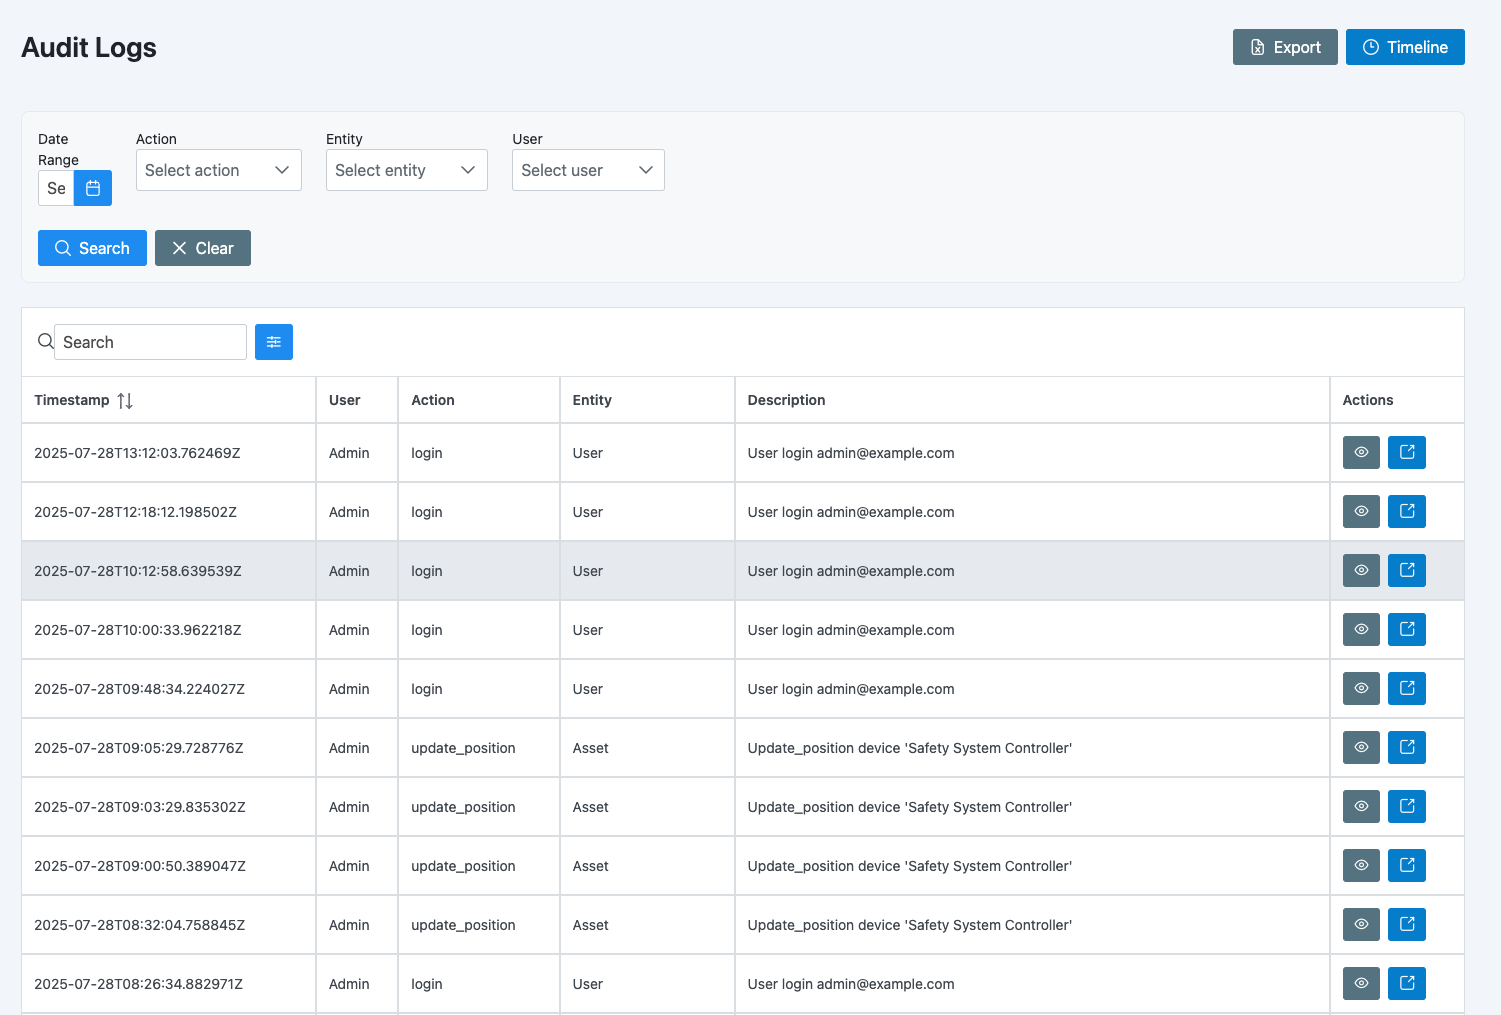 Audit Logs
Export
Timeline
Date Range
Action
Entity
User
Se
Select action
Select entity
Select user
Search
Clear
Search
Timestamp User Action Entity Description Actions
2025-07-28T13:12:03.762469Z Admin login User User login admin@example.com
2025-07-28T12:18:12.198502Z Admin login User User login admin@example.com
2025-07-28T10:12:58.639539Z Admin login User User login admin@example.com
2025-07-28T10:00:33.962218Z Admin login User User login admin@example.com
2025-07-28T09:48:34.224027Z Admin login User User login admin@example.com
2025-07-28T09:05:29.728776Z Admin update_position Asset Update_position device 'Safety System Controller'
2025-07-28T09:03:29.835302Z Admin update_position Asset Update_position device 'Safety System Controller'
2025-07-28T09:00:50.389047Z Admin update_position Asset Update_position device 'Safety System Controller'
2025-07-28T08:32:04.758845Z Admin update_position Asset Update_position device 'Safety System Controller'
2025-07-28T08:26:34.882971Z Admin login User User login admin@example.com